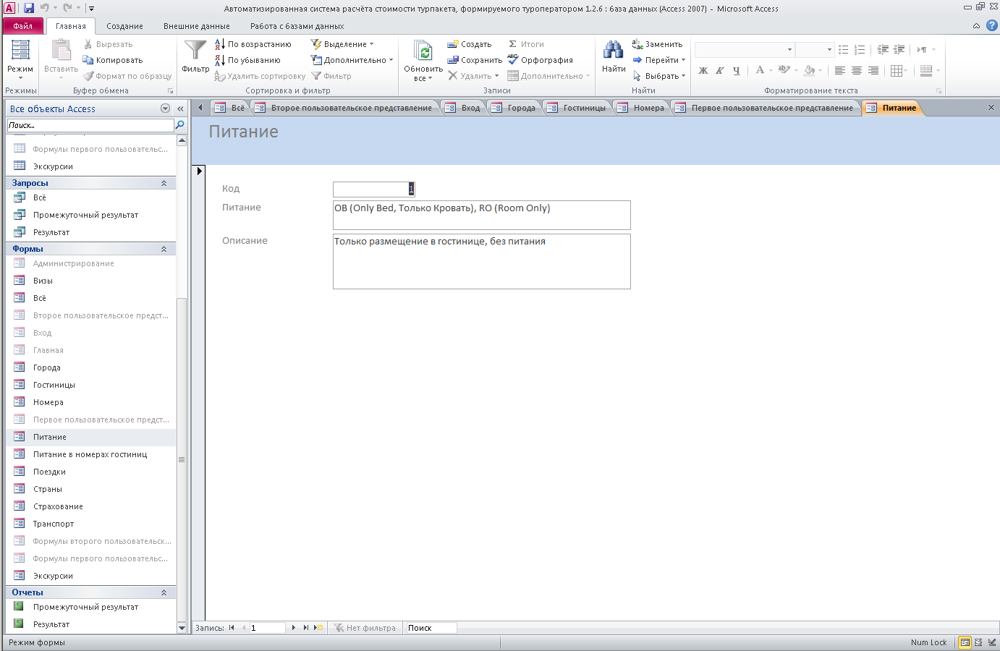 Автоматизированная система расчёта стоимости турпакета, формируемого туроператором 1.2.6 : база данных (Access 2007) - Microsoft Access
Файл Главная Создание Внешние данные Работа с базами данных
Режим
Режимы
Вставить
Вырезать
Копировать
Формат по образцу
Буфер обмена
Фильтр
По возрастанию
По убыванию
Удалить сортировку
Выделение
Дополнительно
Фильтр
Сортировка и фильтр
Обновить
все
Создать
Сохранить
Удалить
Итоги
Орфография
Дополнительно
Записи
Найти
Заменить
Перейти
Выбрать
Найти
Ж К Ч А
Форматирование текста
Все объекты Access
Поиск...
Формулы первого пользовательс...
Экскурсии
Запросы
Всё
Промежуточный результат
Результат
Формы
Администрирование
Визы
Всё
Второе пользовательское предст...
Вход
Главная
Города
Гостиницы
Номера
Первое пользовательское предст...
Питание
Питание в номерах гостиниц
Поездки
Страны
Страхование
Транспорт
Формулы второго пользовательск...
Формулы первого пользовательс...
Экскурсии
Отчеты
Промежуточный результат
Результат
Всё Второе пользовательское представление Вход Города Гостиницы Номера Первое пользовательское представление Питание
Питание
Код 1
Питание OB (Only Bed, Только Кровать), RO (Room Only)
Описание Только размещение в гостинице, без питания
Запись: 1 Нет фильтра Поиск
Режим формы Num Lock